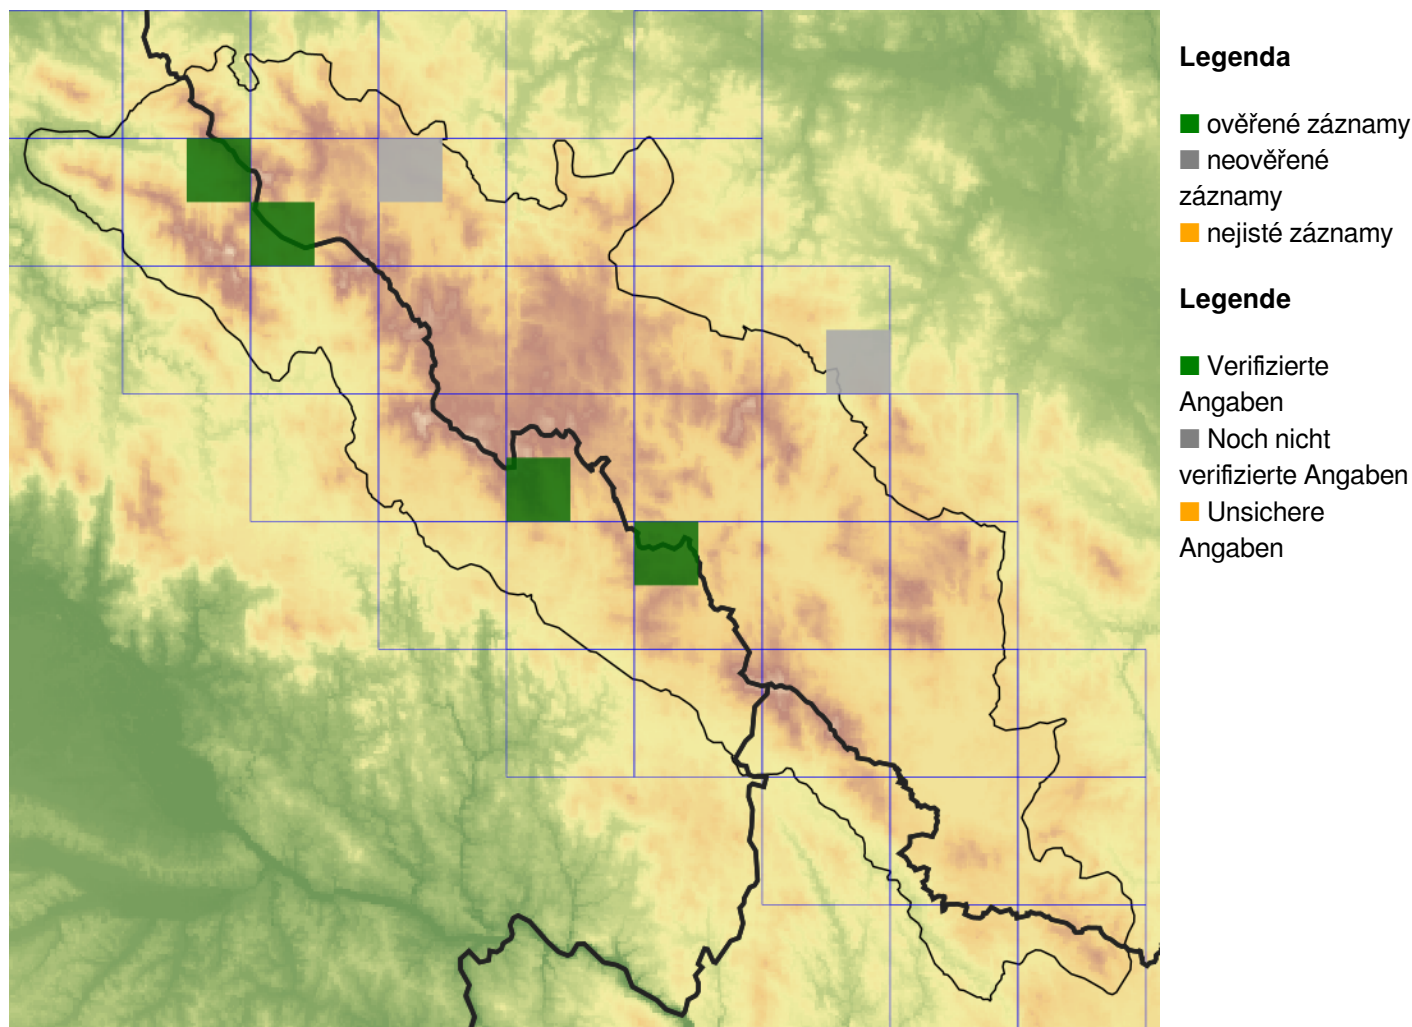 Legenda
ověřené záznamy
neověřené
záznamy
nejisté záznamy
Legende
Verifizierte
Angaben
Noch nicht
verifizierte Angaben
Unsichere
Angaben